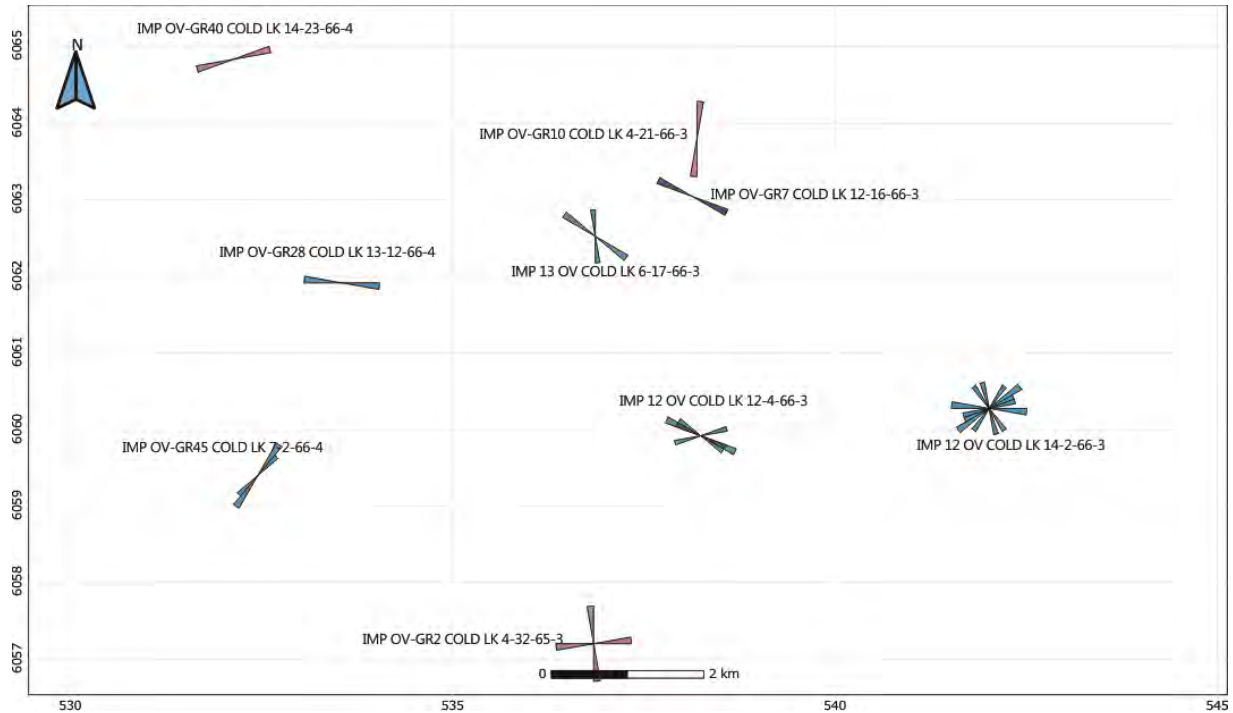 IMP OV-GR40 COLD LK 14-23-66-4
N
6065
6064
IMP OV-GR10 COLD LK 4-21-66-3
6063
IMP OV-GR7 COLD LK 12-16-66-3
IMP OV-GR28 COLD LK 13-12-66-4
IMP 13 OV COLD LK 6-17-66-3
6062
6061
IMP 12 OV COLD LK 12-4-66-3
6060
IMP OV-GR45 COLD LK 7-2-66-4
IMP 12 OV COLD LK 14-2-66-3
6059
6058
IMP OV-GR2 COLD LK 4-32-65-3
6057
0 2 km
530 535 540 545